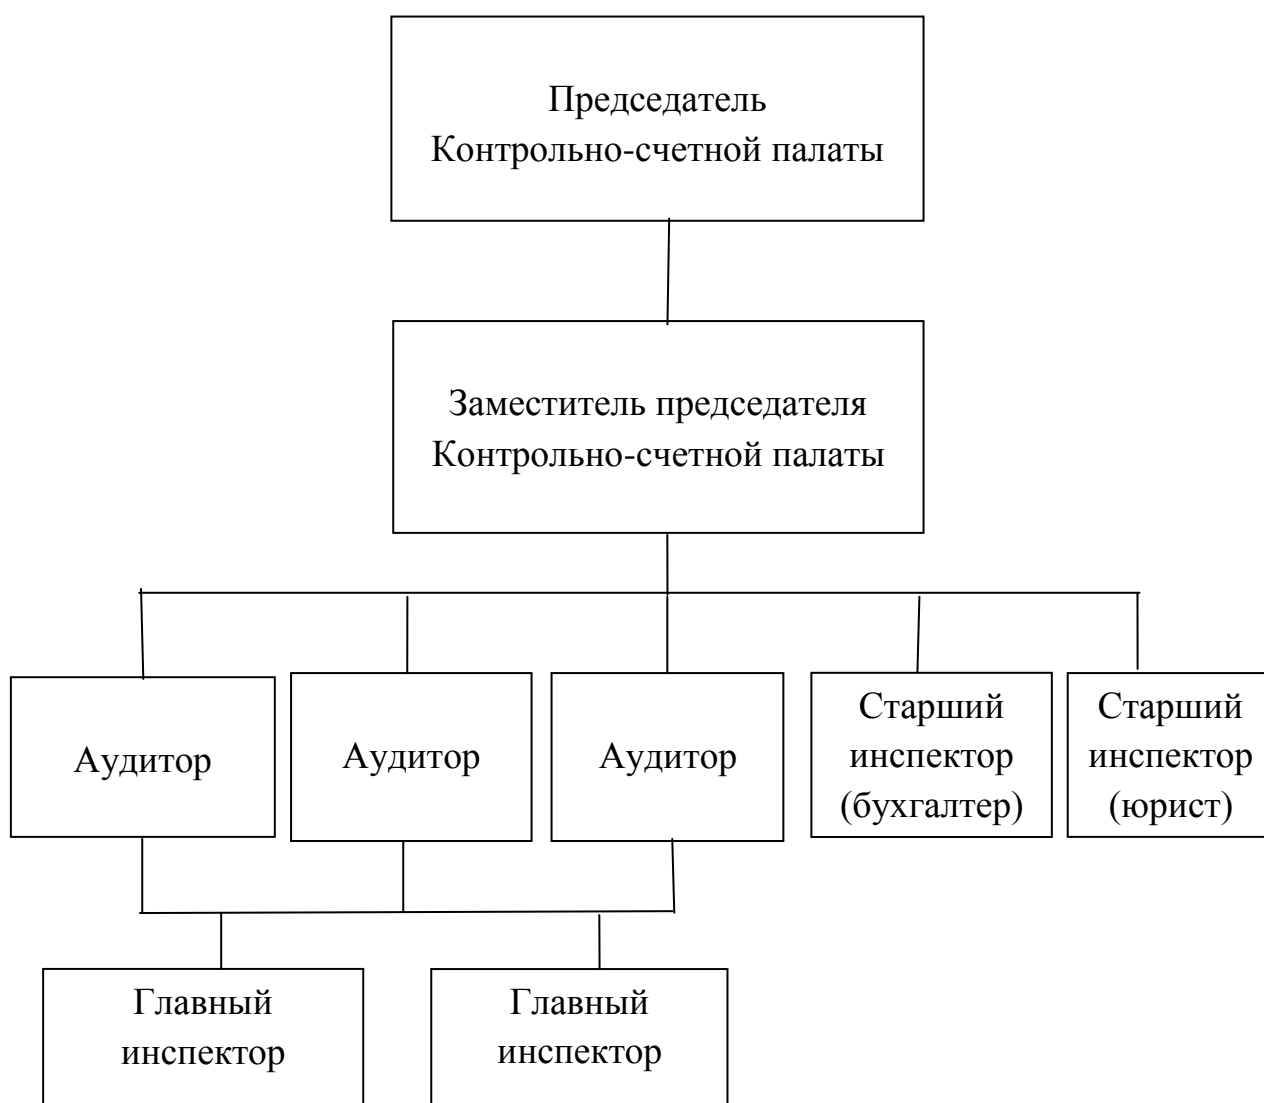 Председатель
Контрольно-счетной палаты
Заместитель председателя
Контрольно-счетной палаты
Аудитор
Аудитор
Аудитор
Старший
инспектор
(бухгалтер)
Старший
инспектор
(юрист)
Главный
инспектор
Главный
инспектор